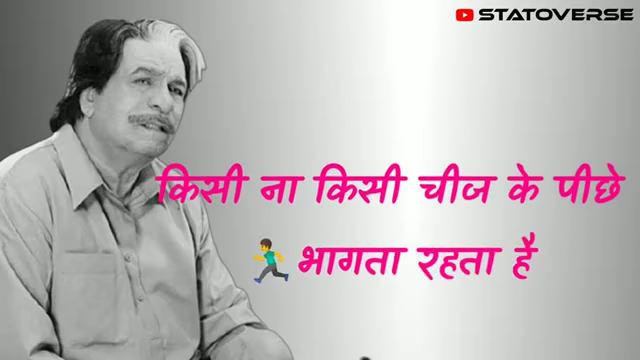 STATOVERSE
किसी ना किसी चीज के पीछे
भागता रहता है